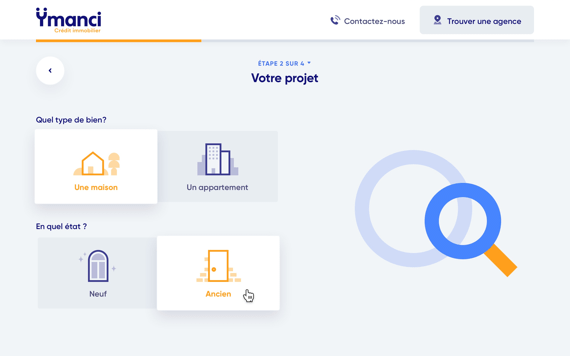 Ymanci
Crédit immobilier
Contactez-nous
Trouver une agence
ÉTAPE 2 SUR 4 *
Votre projet
Quel type de bien?
Une maison
Un appartement
En quel état ?
Neuf
Ancien